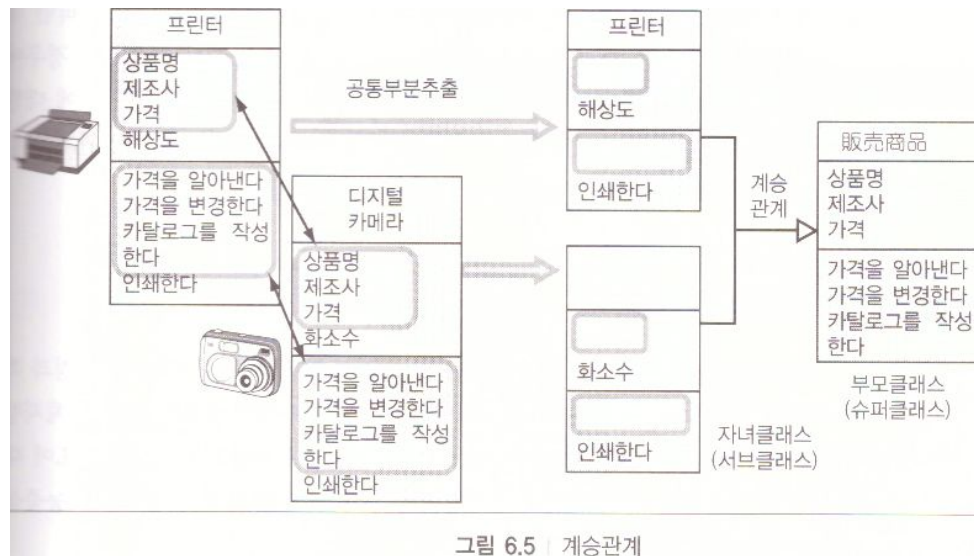 프린터
상품명
제조사
가격
해상도
가격을 알아낸다
가격을 변경한다
카탈로그를 작성
한다
인쇄한다
디지털
카메라
상품명
제조사
가격
화소수
가격을 알아낸다
가격을 변경한다
카탈로그를 작성
한다
인쇄한다
공통부분추출
프린터
해상도
인쇄한다
화소수
인쇄한다
자녀클래스
(서브클래스)
계승
관계
販売商品
상품명
제조사
가격
가격을 알아낸다
가격을 변경한다
카탈로그를 작성
한다
부모클래스
(슈퍼클래스)
그림 6.5 계승관계